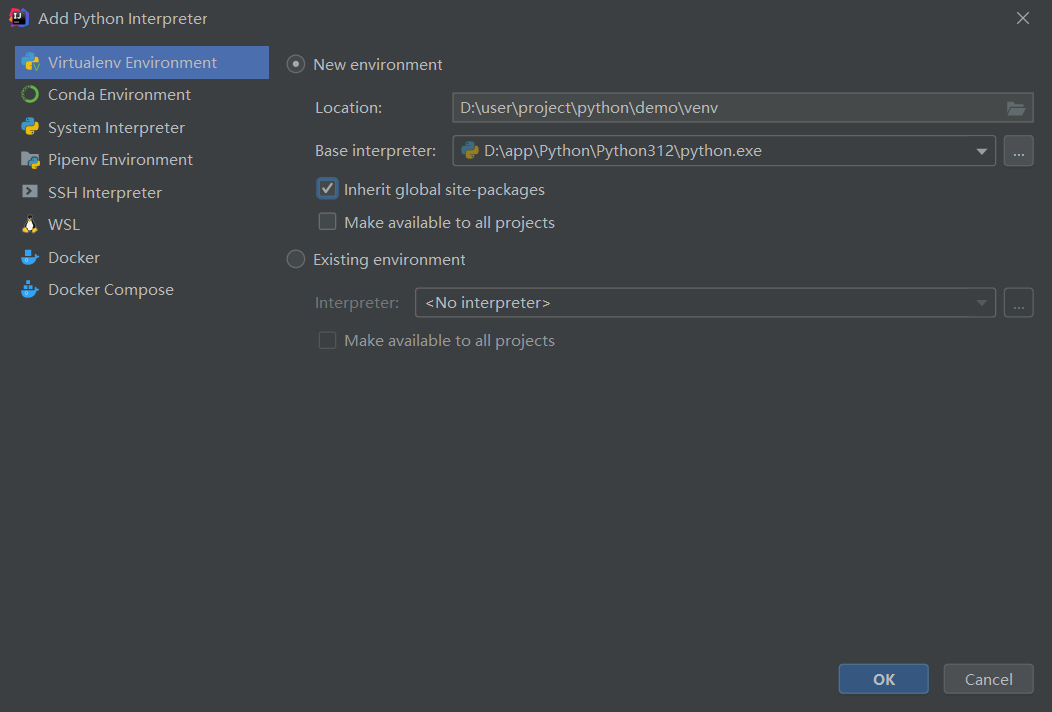 Add Python Interpreter
Virtualenv Environment
Conda Environment
System Interpreter
Pipenv Environment
SSH Interpreter
WSL
Docker
Docker Compose
New environment
Location: D:\user\project\python\demo\venv
Base interpreter: D:\app\Python\Python312\python.exe ...
Inherit global site-packages
Make available to all projects
Existing environment
Interpreter: <No interpreter> ...
Make available to all projects
OK Cancel